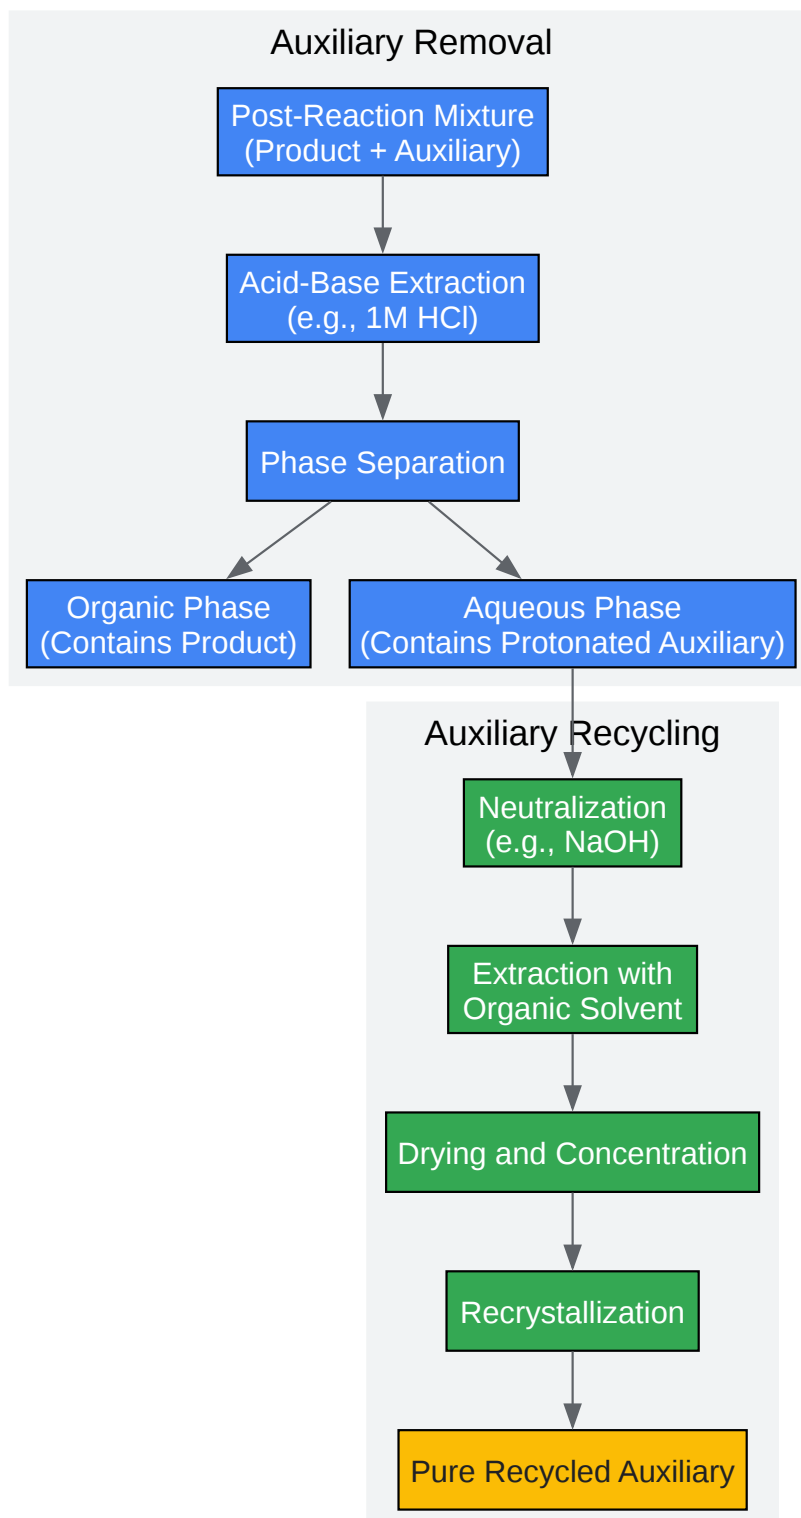 Auxiliary Removal
Post-Reaction Mixture
(Product + Auxiliary)
Acid-Base Extraction
(e.g., 1M HCl)
Phase Separation
Organic Phase
(Contains Product)
Aqueous Phase
(Contains Protonated Auxiliary)
Auxiliary Recycling
Neutralization
(e.g., NaOH)
Extraction with
Organic Solvent
Drying and Concentration
Recrystallization
Pure Recycled Auxiliary